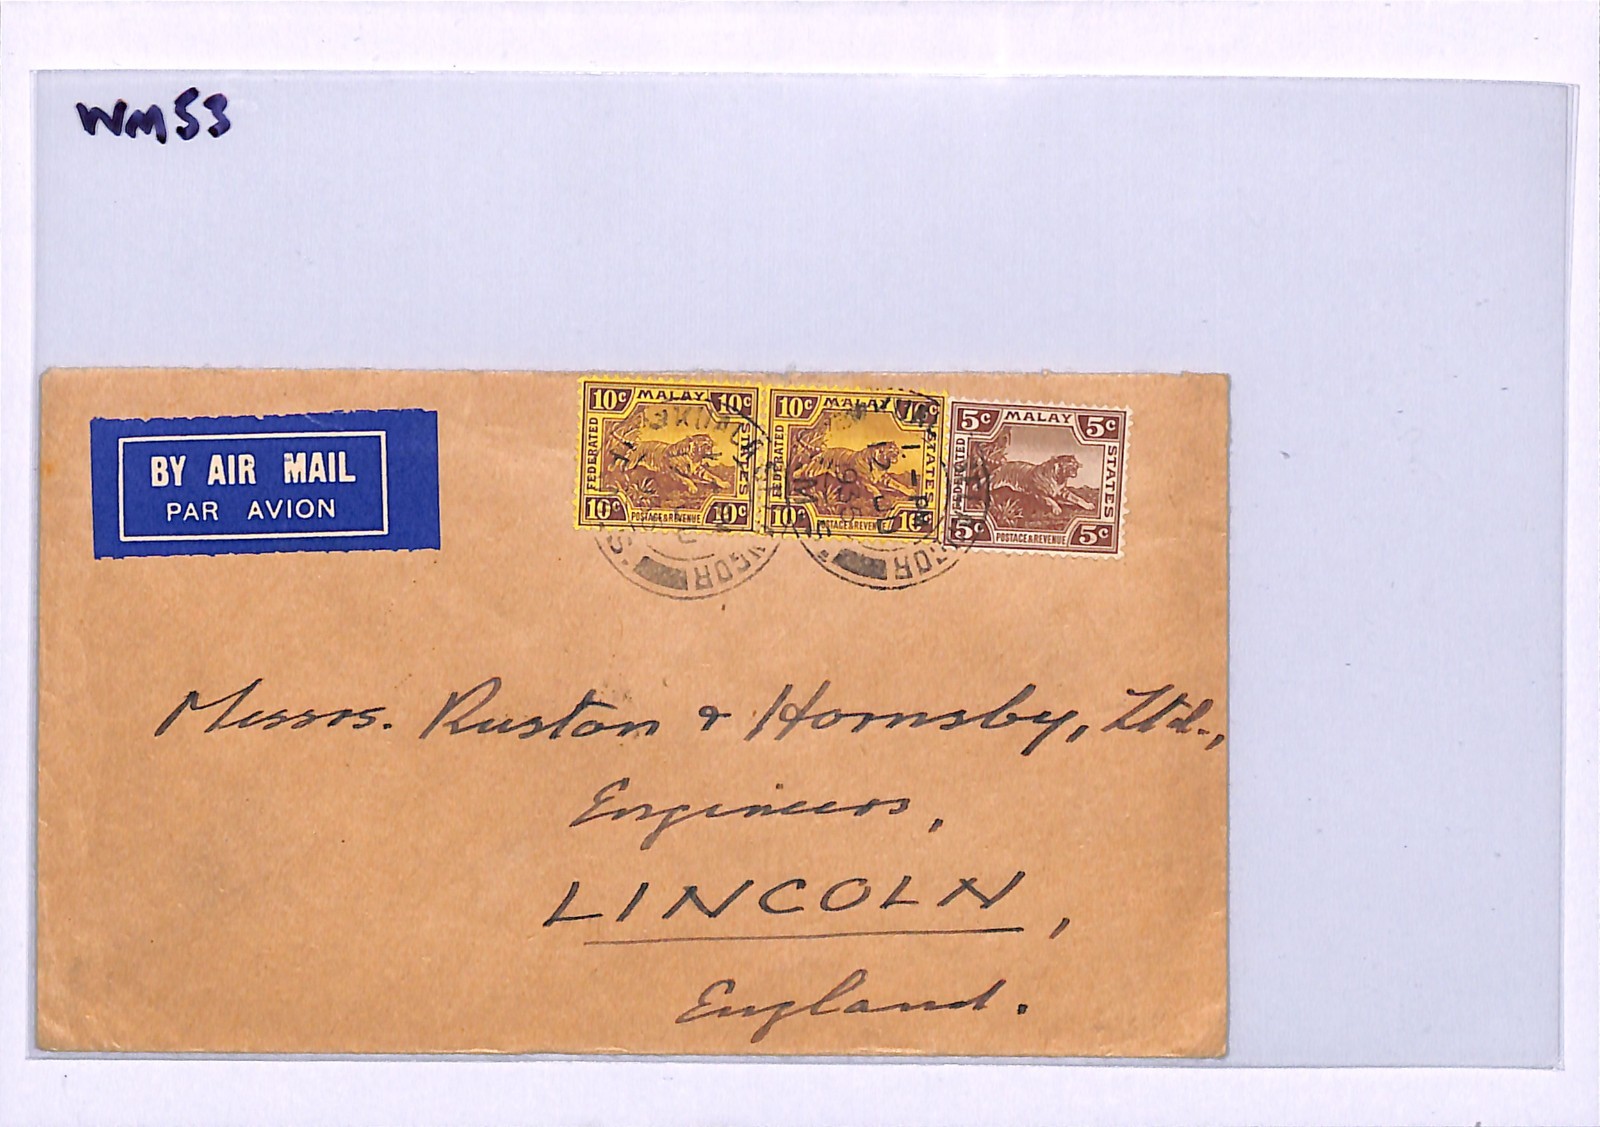 WM53
BY AIR MAIL
PAR AVION
10c MALAY 10c
FEDERATED STATES
10c POSTAGE & REVENUE 10c
10c MALAY 10c
FEDERATED STATES
10c POSTAGE & REVENUE 10c
5c MALAY 5c
FEDERATED STATES
5c POSTAGE & REVENUE 5c
Messrs. Ruston & Hornsby, Ltd.,
Engineers,
LINCOLN,
England.